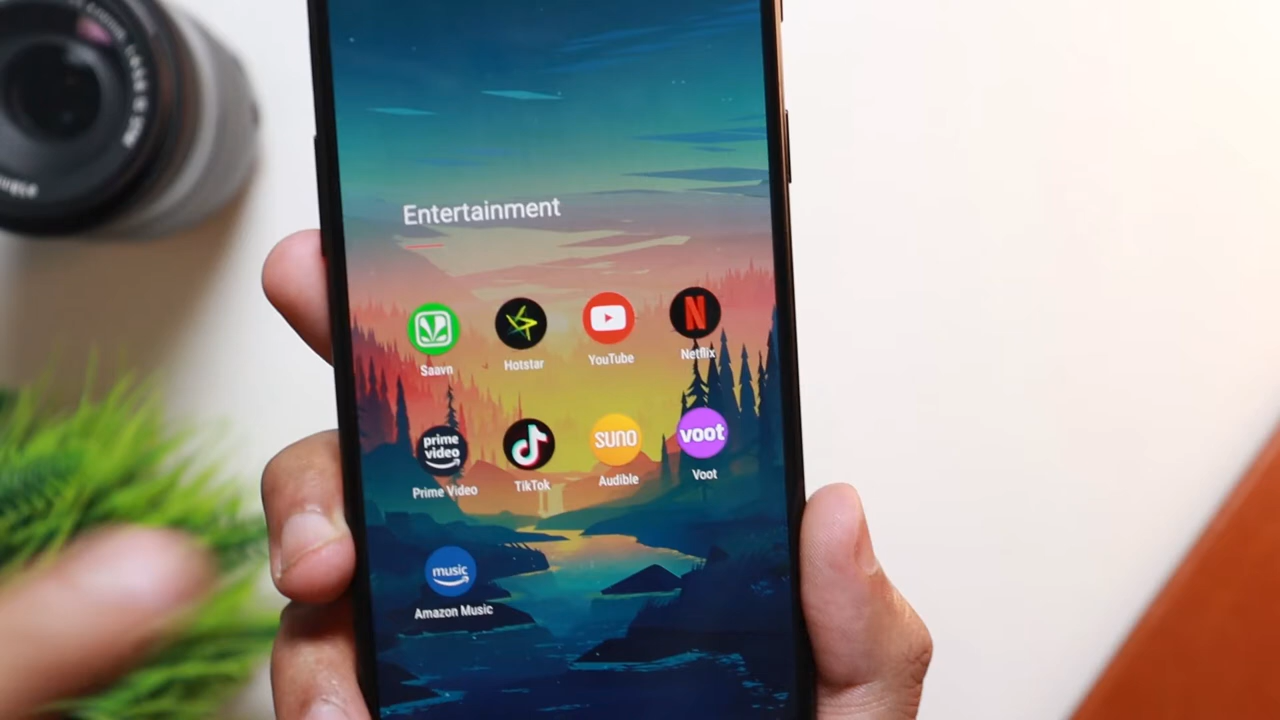 Entertainment
Saavn
Hotstar
YouTube
N
Netflix
prime
video
Prime Video
TikTok
suno
Audible
voot
Voot
music
Amazon Music